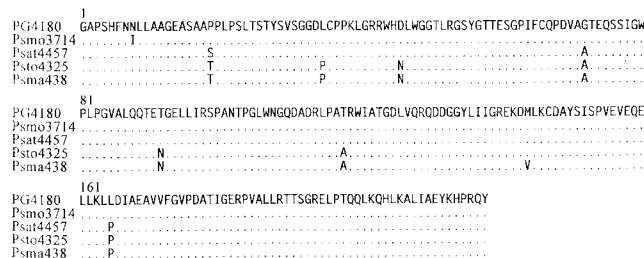 1
PG4180 GAPSHFNNLLAAGEASAAPPLPSLTSTYSVSGGDLCPPKLGRRWHDLWGGTLRGSYGTTESGPIFCQPDVAGTEQSSIGW
Psmo3714 .......I........................................................................
Psat4457 ..................S....................................................A........
Psto4325 ..................T...............P..........N.........................A........
Psma438 ..................T...............P..........N.........................A........
81
PG4180 PLPGVALQQTETGELLIRSPANTPGLWNGQDADRLPATRWIATGDLVQRQDDGGYLIIGREKDMLKCDAYSISPVEVEQE
Psmo3714 ................................................................................
Psat4457 ................................................................................
Psto4325 ...........N.........................A..........................................
Psma438 ...........N.........................A.........................V................
161
PG4180 LLKLLDIAEAVVFGVPDATIGERPVALLRTTSGRELPTQQLKQHLKALIAEYKHPRQY
Psmo3714 ..........................................................
Psat4457 ....P.....................................................
Psto4325 ....P.....................................................
Psma438 ....P.....................................................